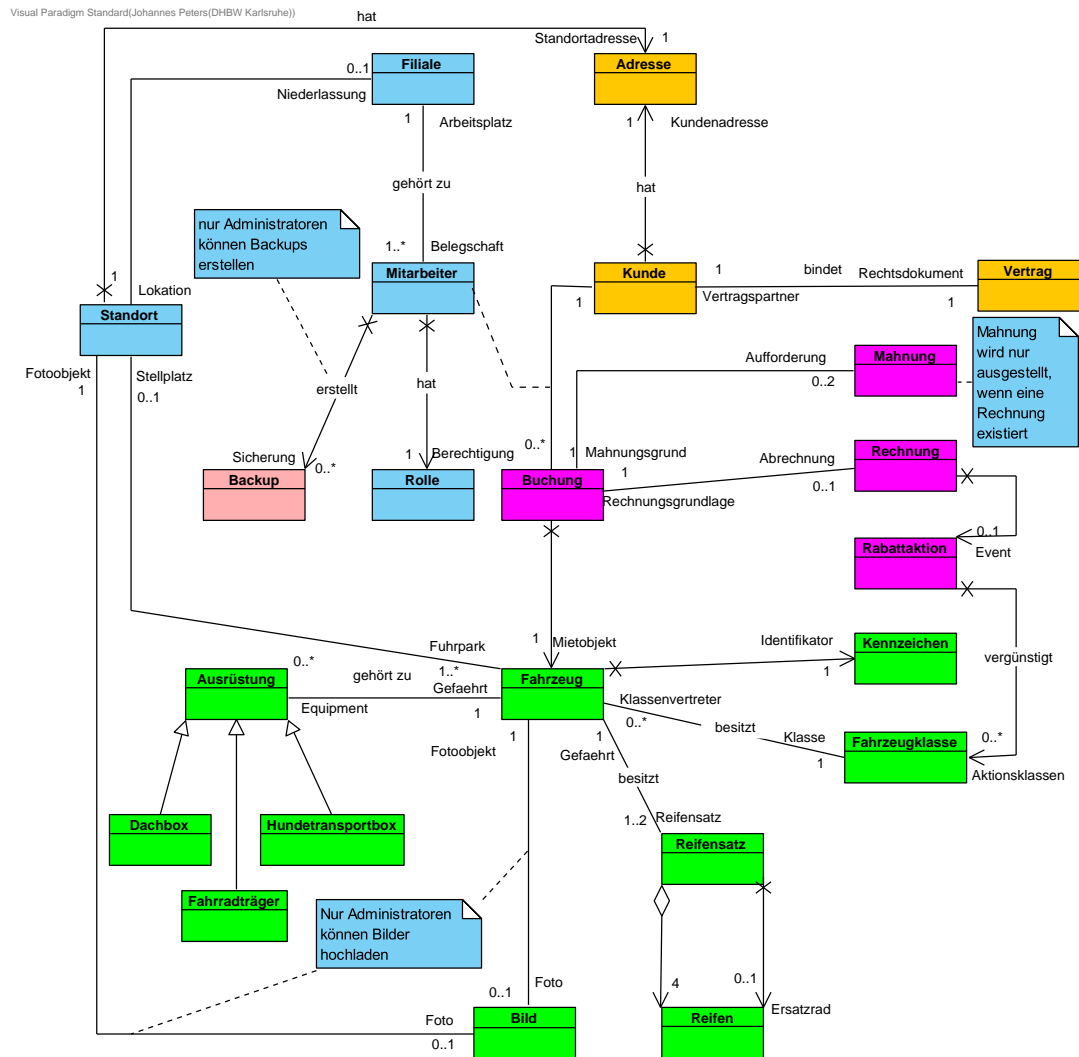 Visual Paradigm Standard(Johannes Peters(DHBW Karlsruhe))
hat
Standortadresse
1
Filiale
Adresse
0..1
Niederlassung
1
Arbeitsplatz
1
Kundenadresse
gehört zu
hat
nur Administratoren
können Backups
erstellen
1..*
Belegschaft
1
Lokation
Mitarbeiter
Kunde
1
bindet
Rechtsdokument
Vertrag
1
Vertragspartner
1
Standort
Fotoobjekt
1
Stellplatz
0..1
Mahnung
wird nur
ausgestellt,
wenn eine
Rechnung
existiert
Aufforderung
Mahnung
0..2
erstellt
hat
0..*
Sicherung
0..*
1
Berechtigung
1
Mahnungsgrund
1
Abrechnung
Rechnung
0..1
Backup
Rolle
Buchung
Rechnungsgrundlage
0..1
Event
Rabattaktion
1
Mietobjekt
Identifikator
Kennzeichen
1
vergünstigt
Fuhrpark
1..*
0..*
gehört zu
Ausrüstung
Equipment
Gefaehrt
1
Fahrzeug
Klassenvertreter
0..*
besitzt
Klasse
1
Fahrzeugklasse
0..*
Aktionsklassen
Fotoobjekt
1
1
Gefaehrt
besitzt
1..2
Reifensatz
Reifensatz
Dachbox
Hundetransportbox
Fahrradträger
Nur Administratoren
können Bilder
hochladen
Foto
0..1
4
0..1
Ersatzrad
Foto
0..1
Bild
Reifen